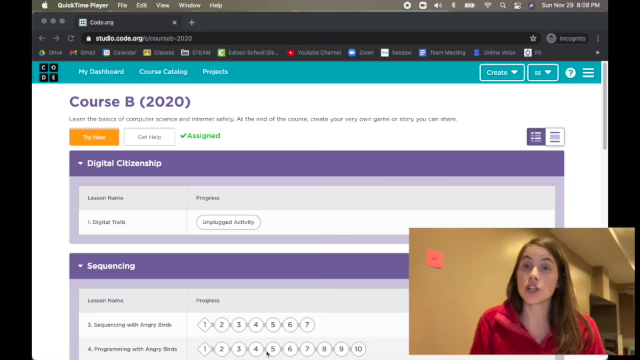 QuickTime Player File Edit View Window Help Sun Nov 29 8:08 PM
Code.org
studio.code.org/s/courseb-2020 Incognito
Drive Gmail Calendar Classes STEAM Edison School Dis... YouTube Channel Zoom Seesaw Team Meeting Online Votes PE
CODE
My Dashboard Course Catalog Projects Create ss ?
Course B (2020)
Learn the basics of computer science and internet safety. At the end of the course, create your very own game or story you can share.
Try Now Get Help Assigned
Digital Citizenship
Lesson Name Progress
1. Digital Trails Unplugged Activity
Sequencing
Lesson Name Progress
3. Sequencing with Angry Birds 1 2 3 4 5 6 7
4. Programming with Angry Birds 1 2 3 4 5 6 7 8 9 10